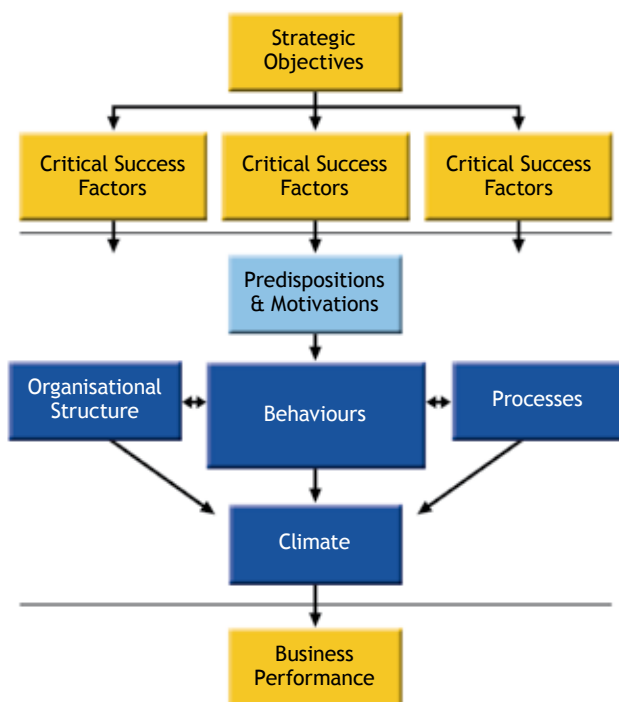 Strategic
Objectives
Critical Success
Factors
Critical Success
Factors
Critical Success
Factors
Predispositions
& Motivations
Organisational
Structure
Behaviours
Processes
Climate
Business
Performance